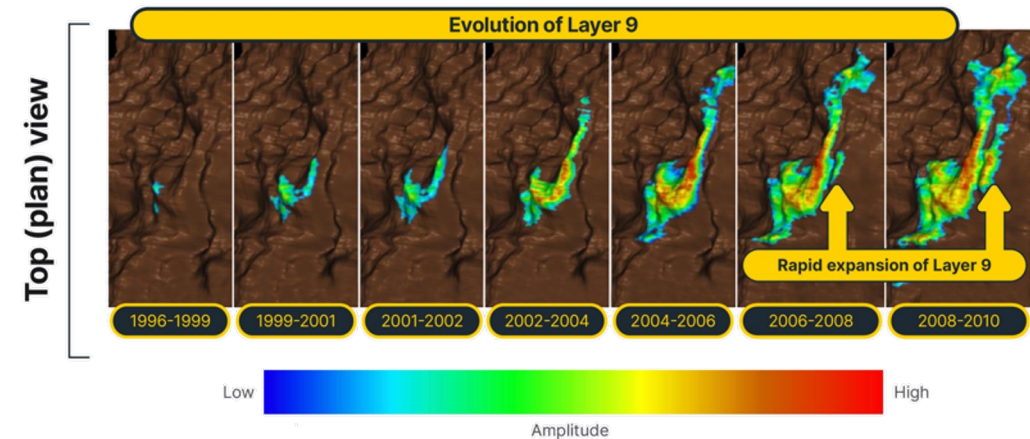 Evolution of Layer 9
Top (plan) view
Rapid expansion of Layer 9
1996-1999
1999-2001
2001-2002
2002-2004
2004-2006
2006-2008
2008-2010
Low
High
Amplitude